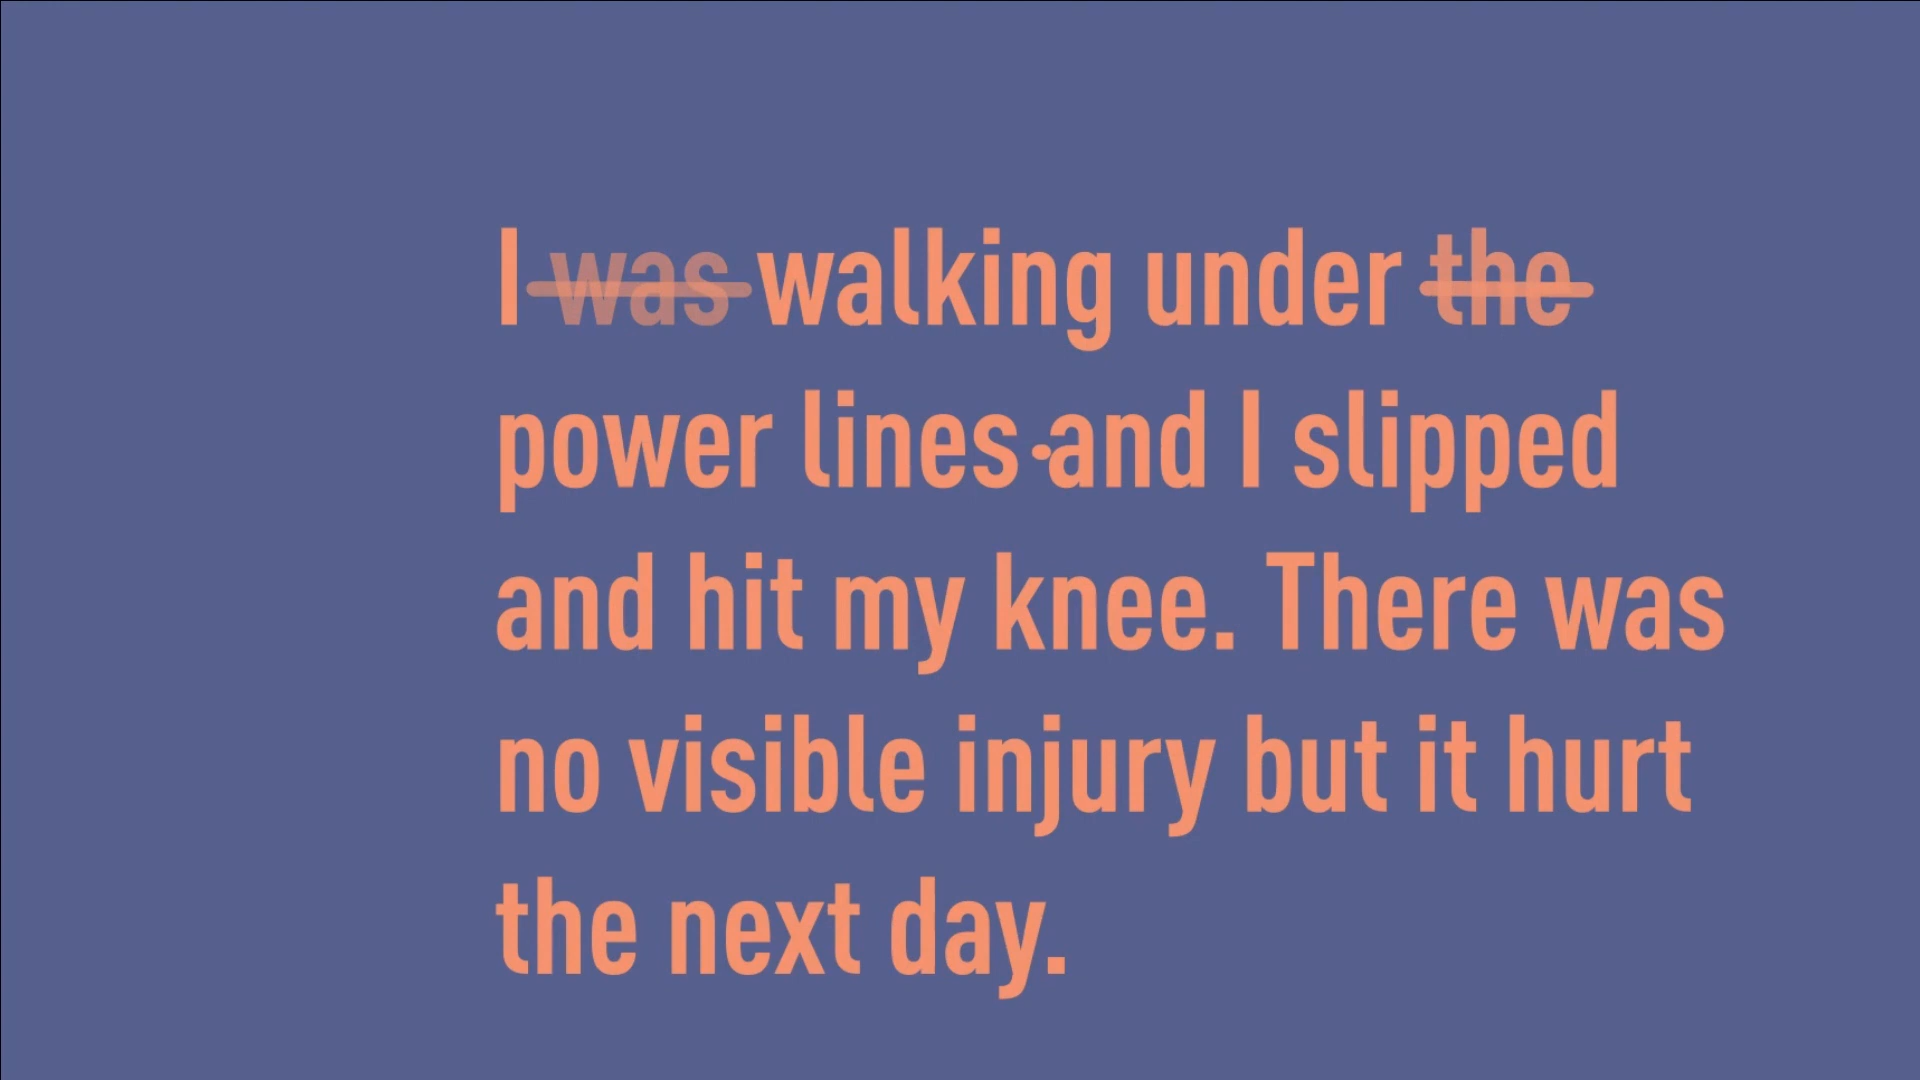 I was walking under the
power lines and I slipped
and hit my knee. There was
no visible injury but it hurt
the next day.